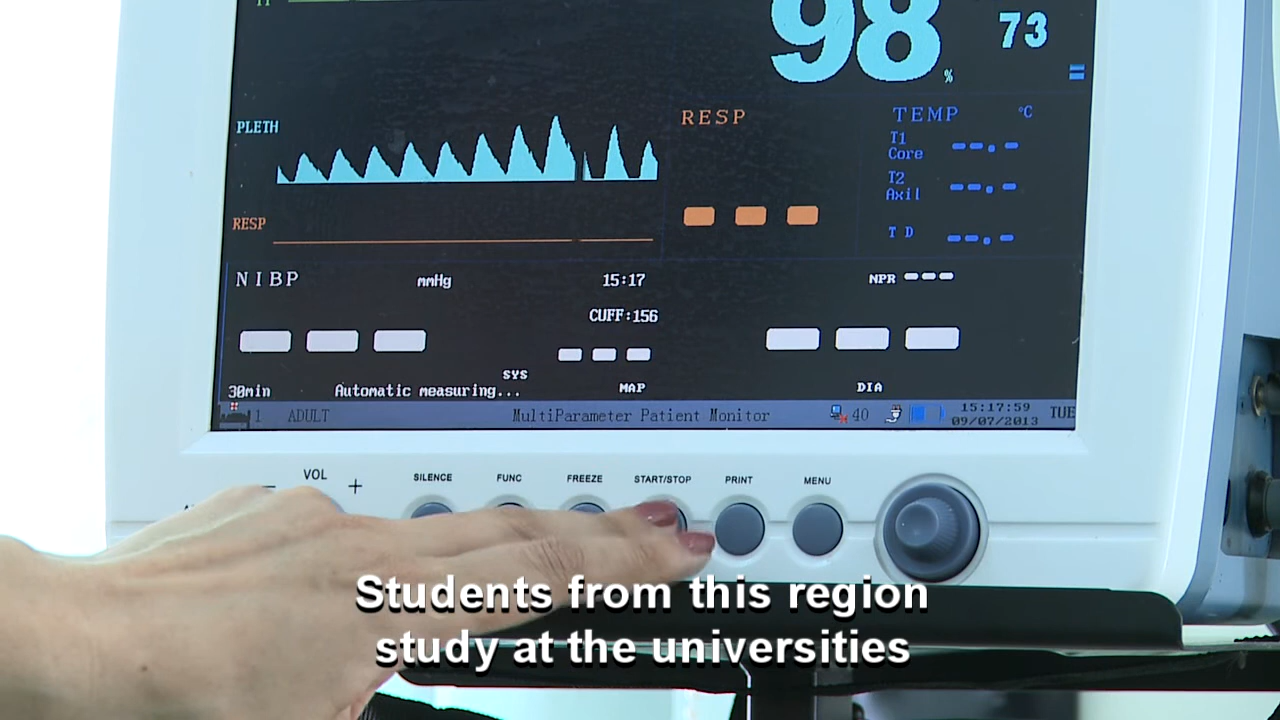 98
%
73
PLETH
RESP
TEMP °C
T1
Core --.-
T2
Axil --.-
TD --.-
RESP
---
NIBP mmHg 15:17 NPR ---
CUFF:156
--- --- ---
SYS MAP DIA
30min Automatic measuring...
1 ADULT MultiParameter Patient Monitor 40 15:17:59 TUE
09/07/2013
VOL
- +
SILENCE FUNC FREEZE START/STOP PRINT MENU
Students from this region
study at the universities